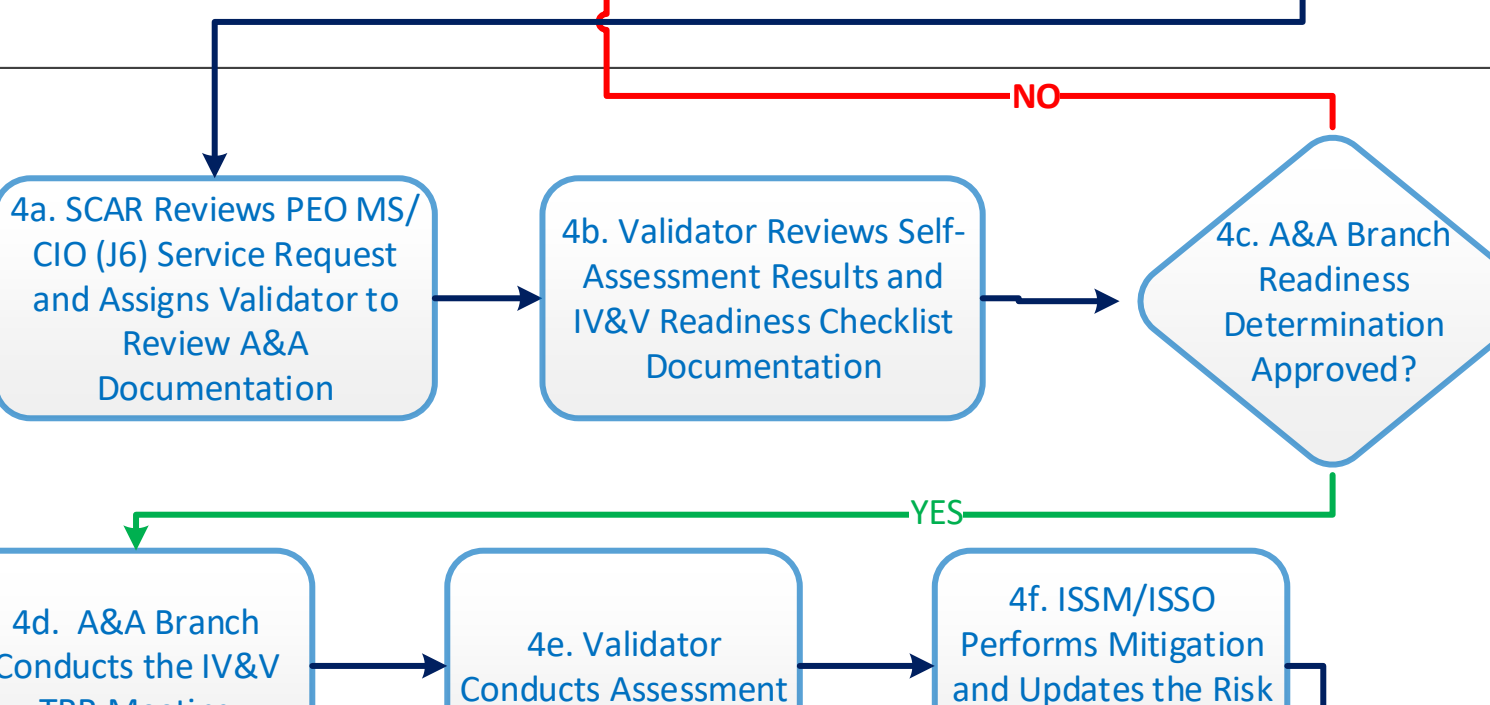 NO
4a. SCAR Reviews PEO MS/
CIO (J6) Service Request
and Assigns Validator to
Review A&A
Documentation
4b. Validator Reviews Self-
Assessment Results and
IV&V Readiness Checklist
Documentation
4c. A&A Branch
Readiness
Determination
Approved?
YES
4d. A&A Branch
Conducts the IV&V
4e. Validator
Conducts Assessment
4f. ISSM/ISSO
Performs Mitigation
and Updates the Risk